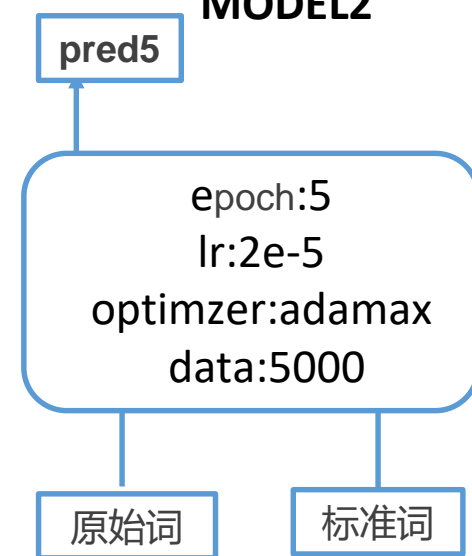 MODEL2
pred5
epoch:5
lr:2e-5
optimzer:adamax
data:5000
原始词
标准词